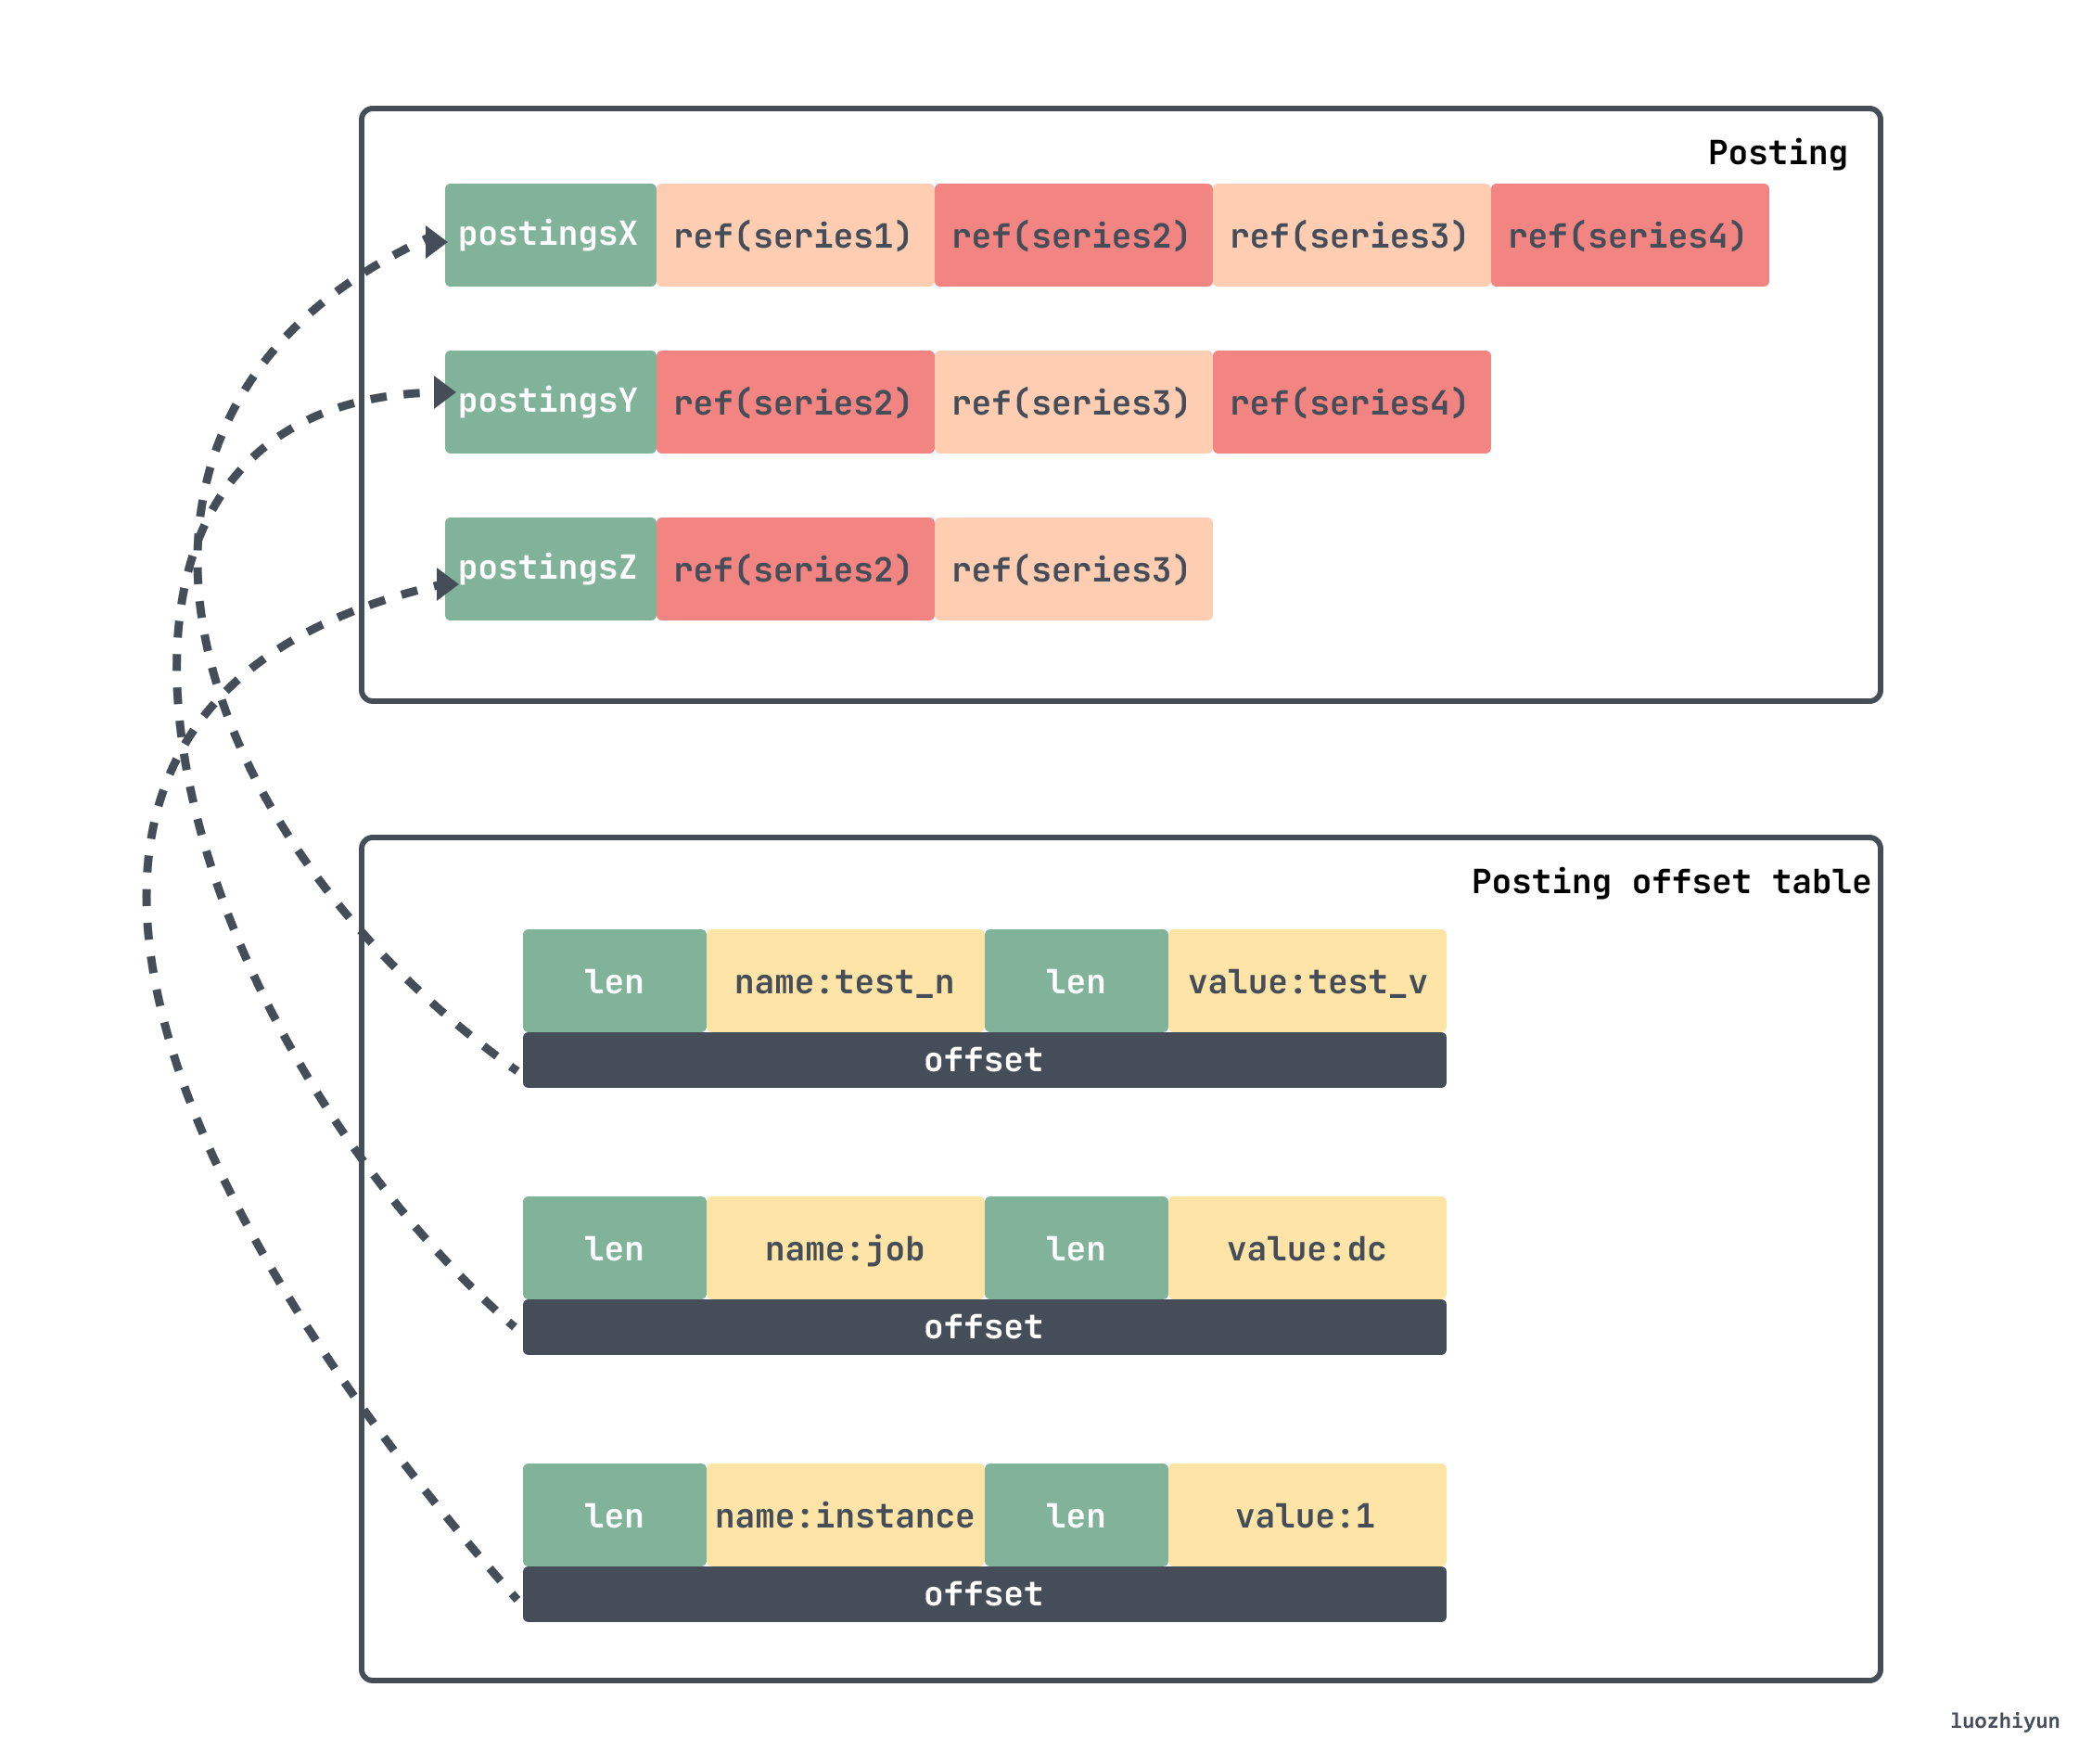 Posting
postingsX ref(series1) ref(series2) ref(series3) ref(series4)
postingsY ref(series2) ref(series3) ref(series4)
postingsZ ref(series2) ref(series3)
Posting offset table
len name:test_n len value:test_v
offset
len name:job len value:dc
offset
len name:instance len value:1
offset
luozhiyun